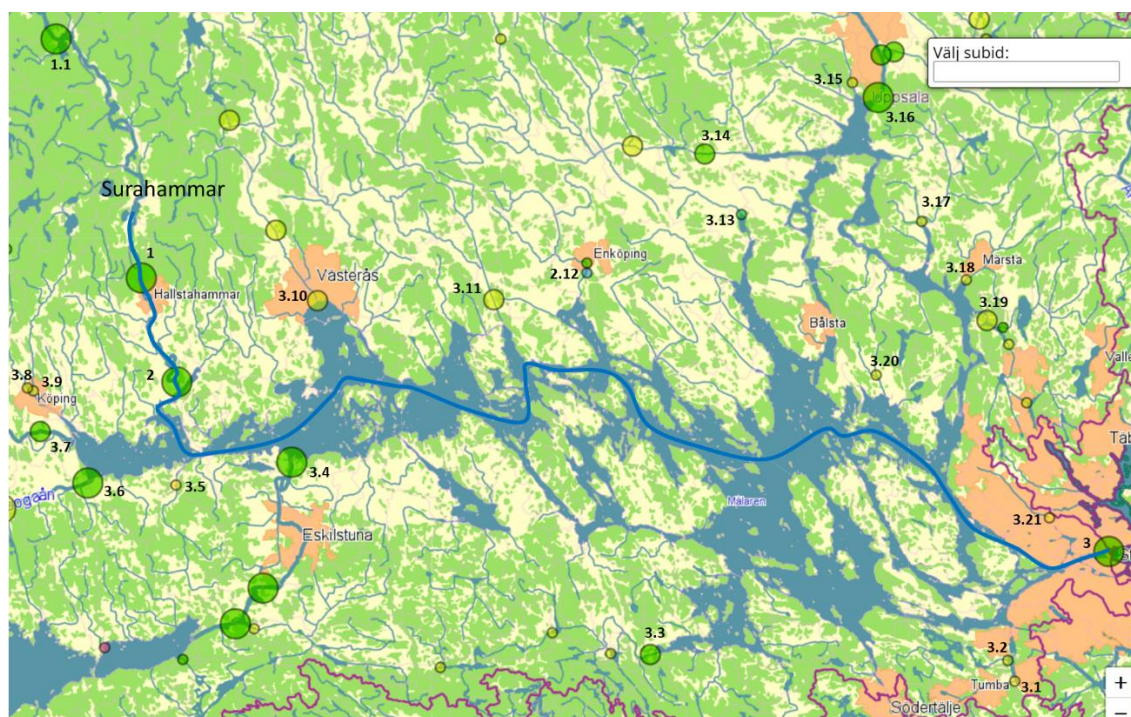 1.1
Välj subid:
3.15
Uppsala
3.16
3.14
Surahammar
3.17
3.13
1
Enköping
Märsta
Västerås
2.12
3.18
Hallstahammar
3.10
3.11
3.19
Bålsta
Valle
3.20
2
3.8
3.9
Köping
3.7
Täb
3.4
3.6
3.5
Mälaren
3.21
Eskilstuna
3
3.3
3.2
Tumba
3.1
+
Södertälje
−